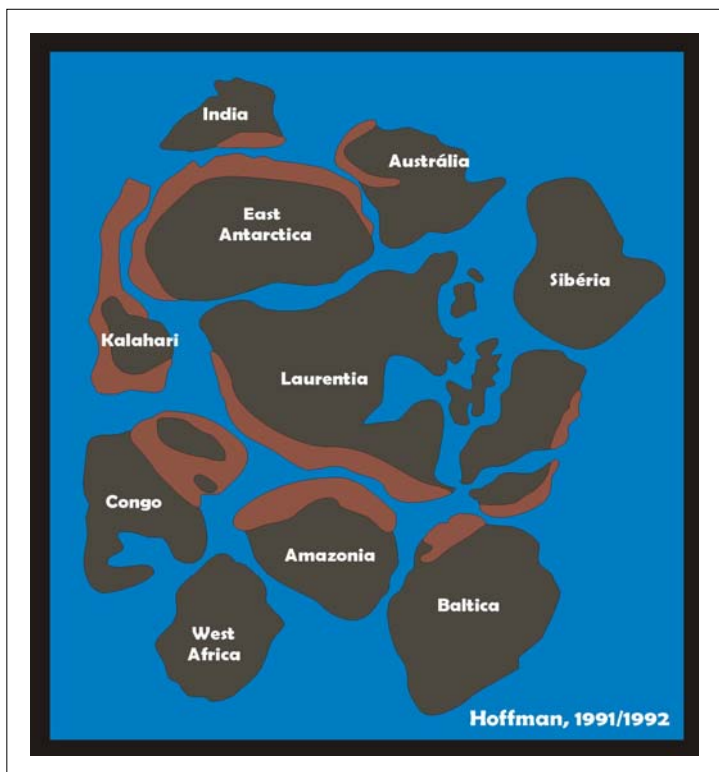 India
Austrália
East
Antarctica
Sibéria
Kalahari
Laurentia
Congo
Amazonia
Baltica
West
Africa
Hoffman, 1991/1992